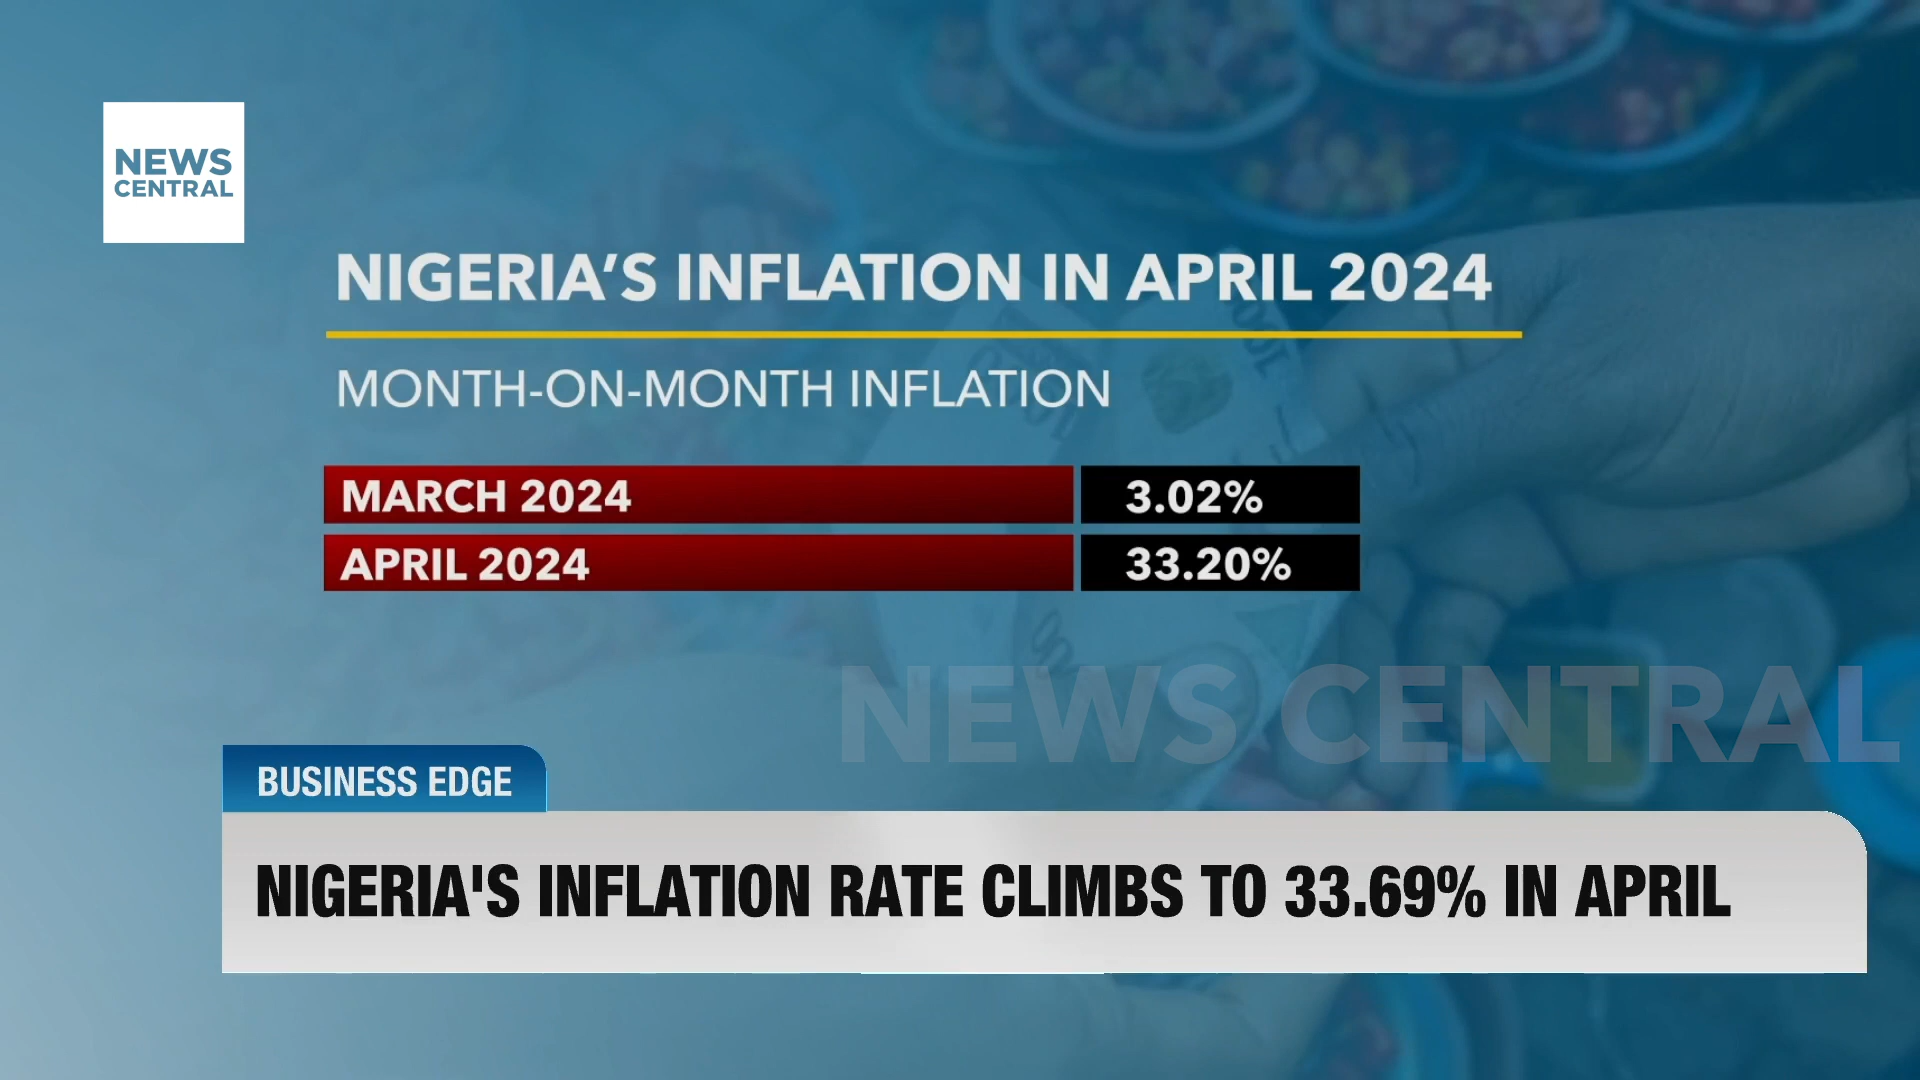 NEWS
CENTRAL
NIGERIA’S INFLATION IN APRIL 2024
MONTH-ON-MONTH INFLATION
MARCH 2024 3.02%
APRIL 2024 33.20%
NEWS CENTRAL
BUSINESS EDGE
NIGERIA'S INFLATION RATE CLIMBS TO 33.69% IN APRIL